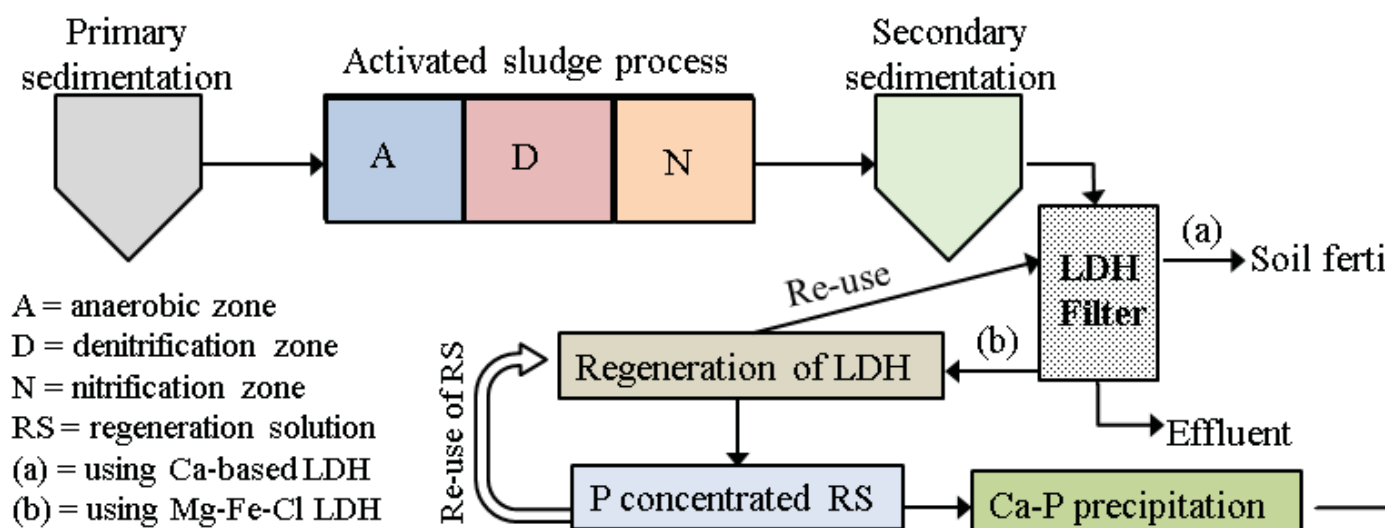 Primary
sedimentation
Activated sludge process
Secondary
sedimentation
A
D
N
(a)
Soil ferti
LDH
Filter
Re-use
A = anaerobic zone
D = denitrification zone
N = nitrification zone
RS = regeneration solution
(a) = using Ca-based LDH
(b) = using Mg-Fe-Cl LDH
Re-use of RS
Regeneration of LDH
(b)
Effluent
P concentrated RS
Ca-P precipitation